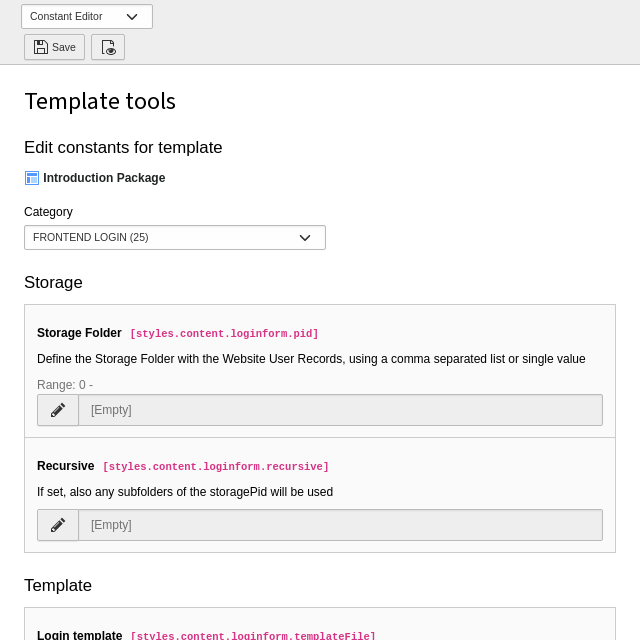 Constant Editor
Save
Template tools
Edit constants for template
Introduction Package
Category
FRONTEND LOGIN (25)
Storage
Storage Folder [styles.content.loginform.pid]
Define the Storage Folder with the Website User Records, using a comma separated list or single value
Range: 0 -
[Empty]
Recursive [styles.content.loginform.recursive]
If set, also any subfolders of the storagePid will be used
[Empty]
Template
Login template [styles.content.loginform.templateFile]